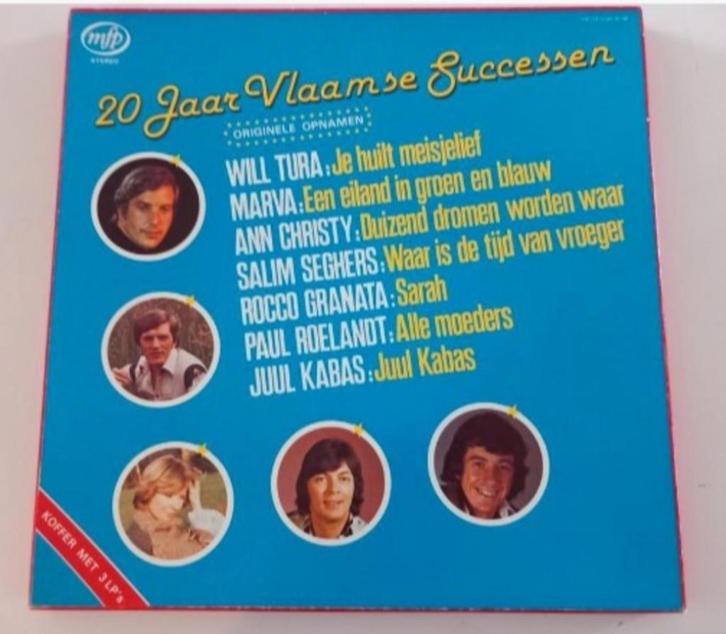 mfp
STEREO
20 Jaar Vlaamse Successen
ORIGINELE OPNAMEN
WILL TURA: Je huilt meisjelief
MARVA: Een eiland in groen en blauw
ANN CHRISTY: Duizend dromen worden waar
SALIM SEGHERS: Waar is de tijd van vroeger
ROCCO GRANATA: Sarah
PAUL ROELANDT: Alle moeders
JUUL KABAS: Juul Kabas
KOFFER MET 3 LP's